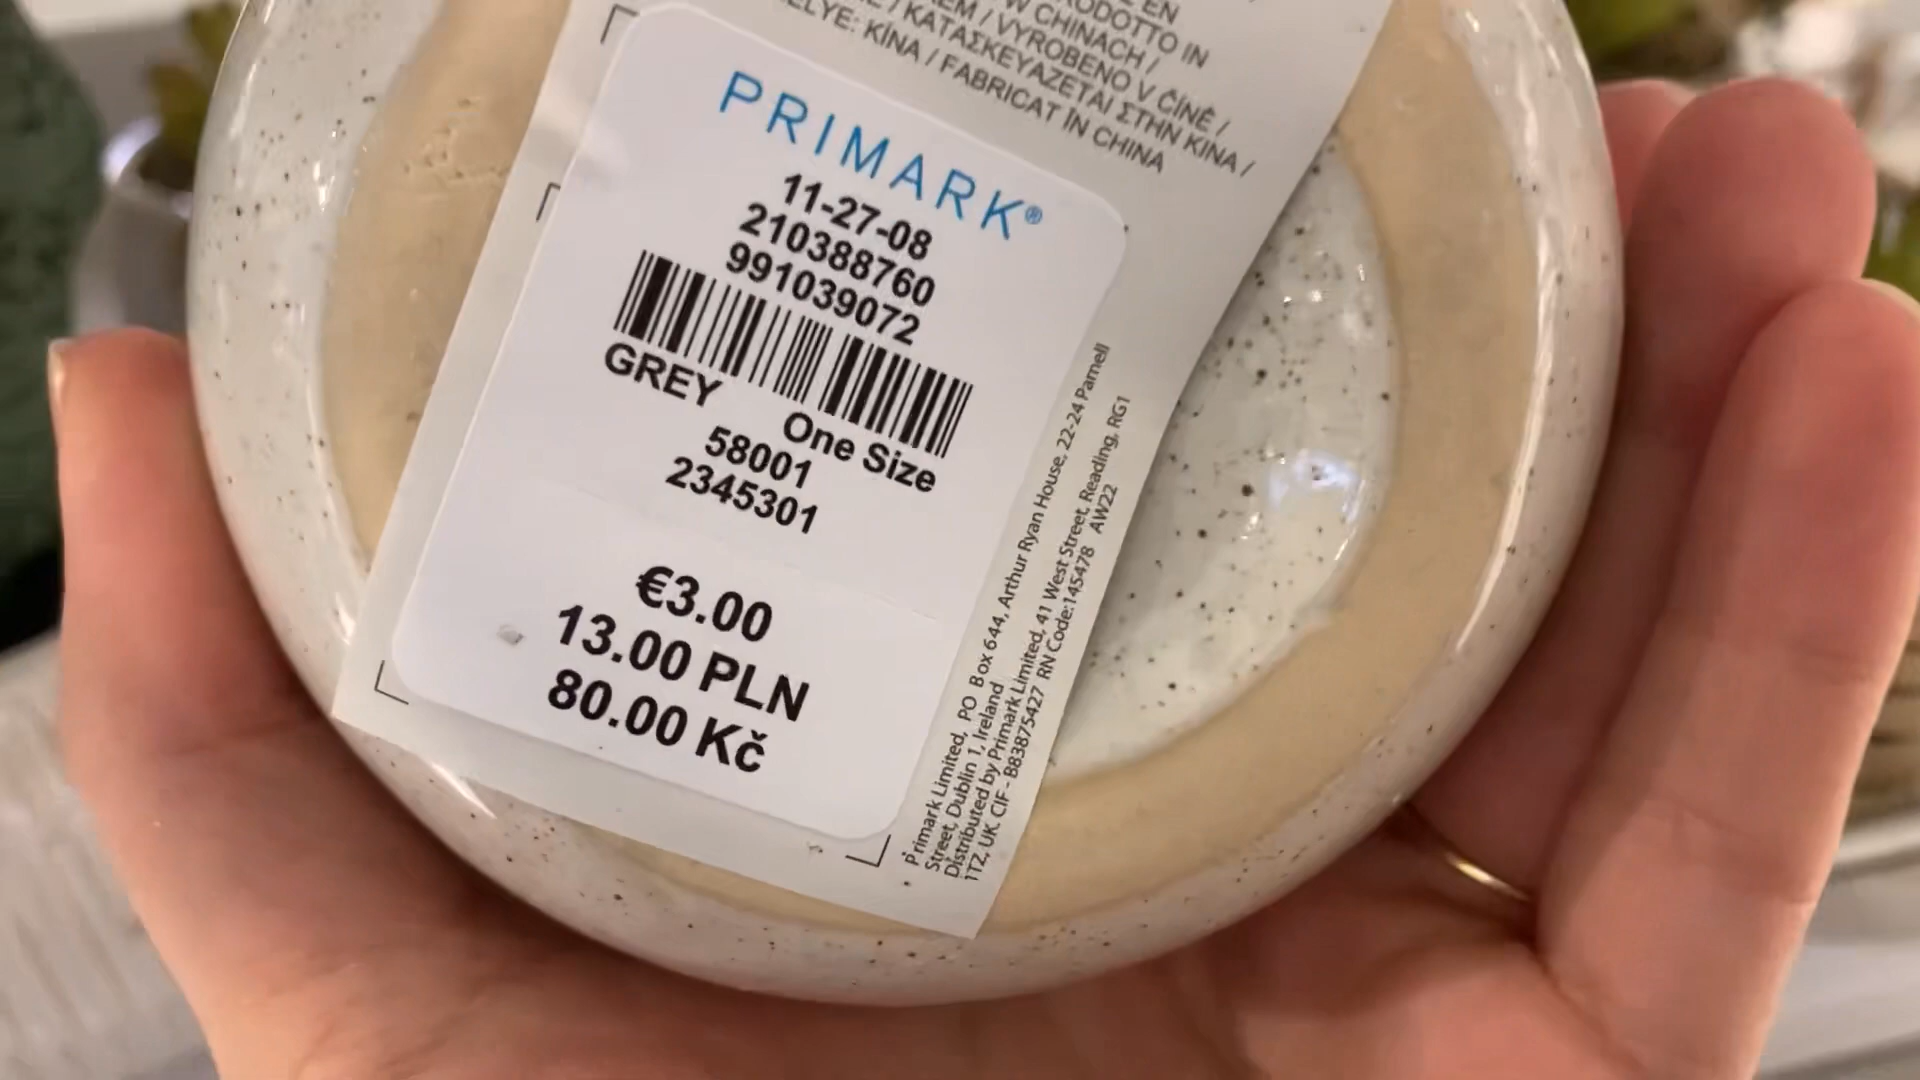 EN
RODOTTO IN
W CHINACH /
/ VYROBENO V ČÍNĚ /
/ ΚΑΤΑΣΚΕΥΑΖΕΤΑΙ ΣΤΗΝ ΚΙΝΑ /
KÍNA / FABRICAT ÎN CHINA
PRIMARK®
11-27-08
210388760
991039072
GREY One Size
58001
2345301
€3.00
13.00 PLN
80.00 Kč
Primark Limited, PO Box 644, Arthur Ryan House, 22-24 Parnell
Street, Dublin 1, Ireland
Distributed by Primark Limited, 41 West Street, Reading, RG1
1TZ, UK CIF - B83875427 RN Code:145478 AW22